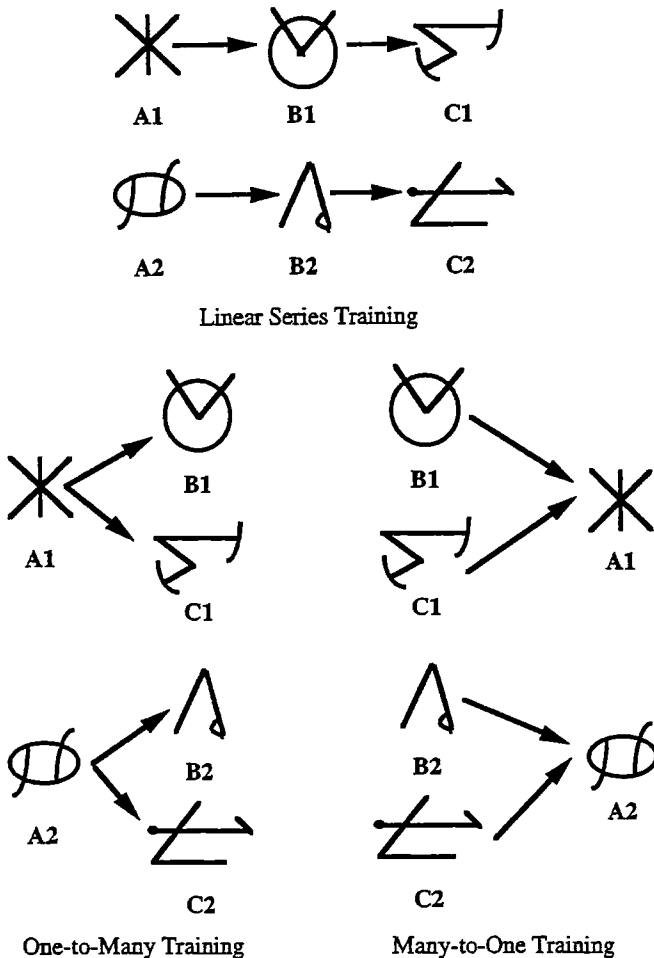 A1 B1 C1
A2 B2 C2
Linear Series Training
B1 B1
A1 A1
C1 C1
B2 B2
A2 A2
C2 C2
One-to-Many Training Many-to-One Training